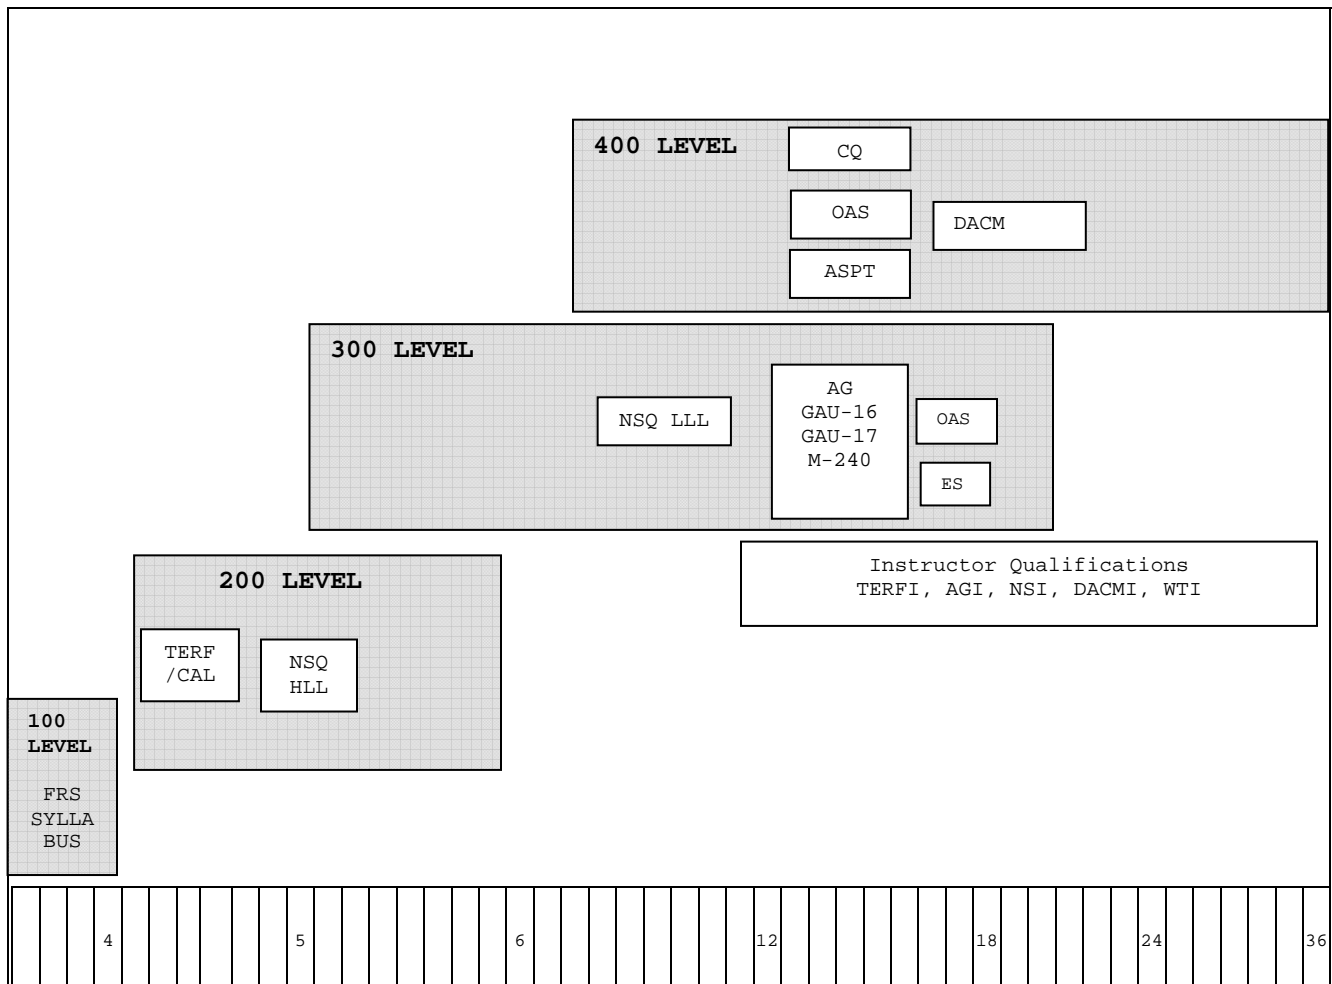 400 LEVEL
CQ
OAS
DACM
ASPT
300 LEVEL
NSQ LLL
AG
GAU-16
GAU-17
M-240
OAS
ES
Instructor Qualifications
TERFI, AGI, NSI, DACMI, WTI
200 LEVEL
TERF
/CAL
NSQ
HLL
100
LEVEL
FRS
SYLLA
BUS
4 5 6 12 18 24 36